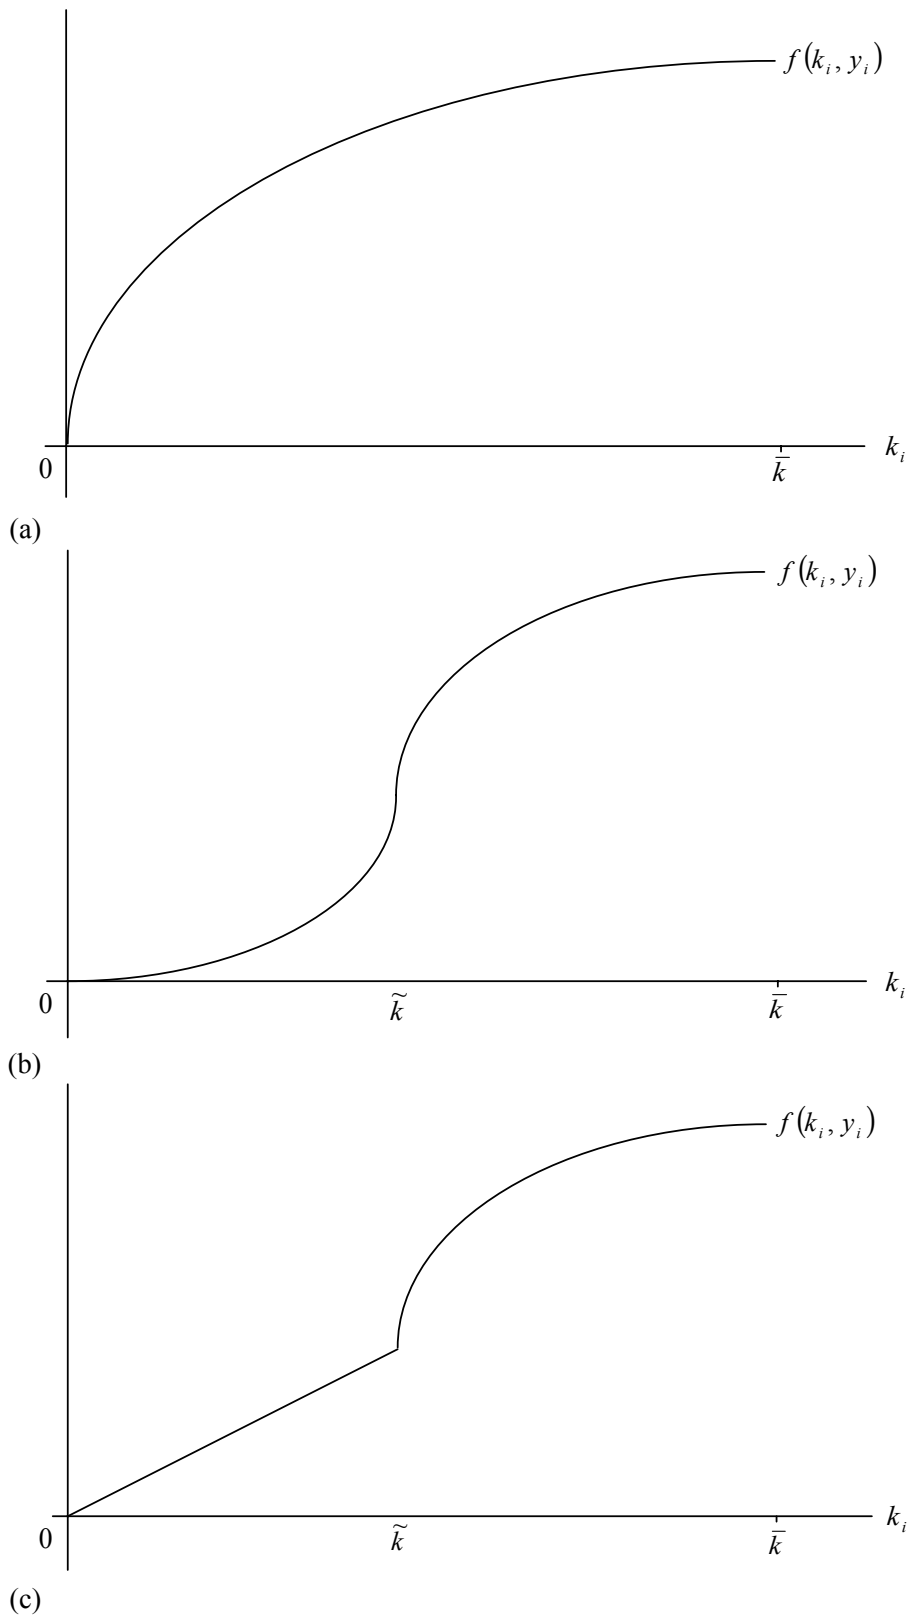 f(k_i, y_i)
0
k̄
k_i
(a)
f(k_i, y_i)
0
k̃
k̄
k_i
(b)
f(k_i, y_i)
0
k̃
k̄
k_i
(c)